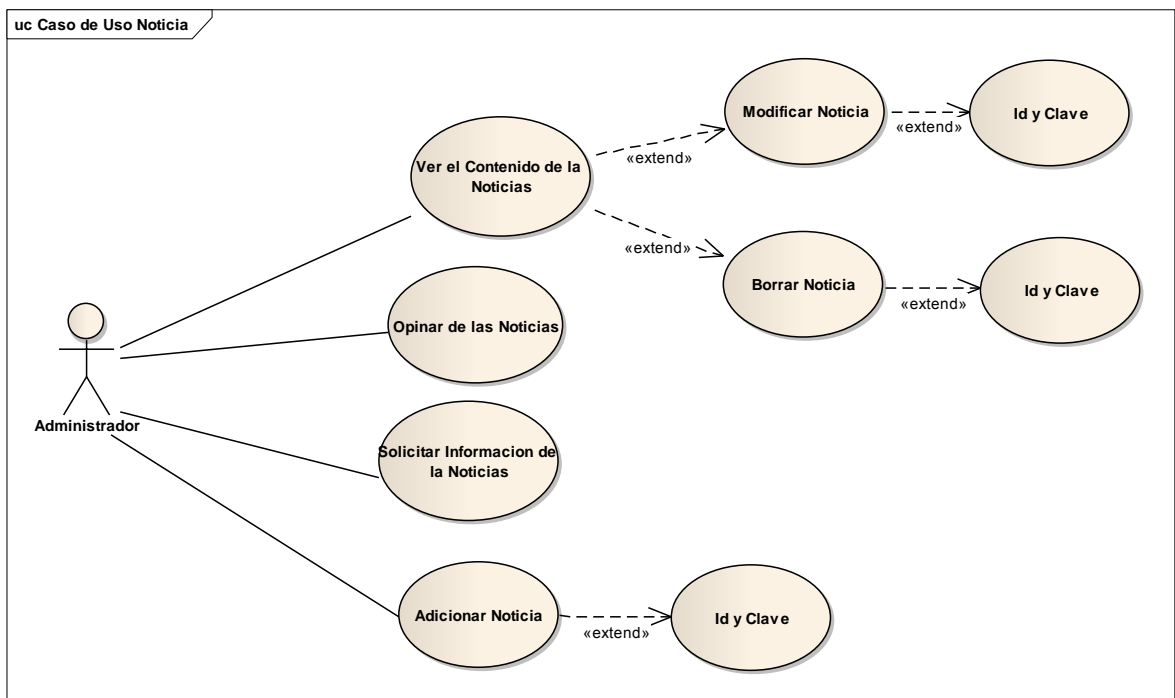 uc Caso de Uso Noticia
Modificar Noticia
Id y Clave
«extend»
Ver el Contenido de la
Noticias
«extend»
«extend»
Borrar Noticia
Id y Clave
«extend»
Opinar de las Noticias
Administrador
Solicitar Informacion de
la Noticias
Adicionar Noticia
Id y Clave
«extend»